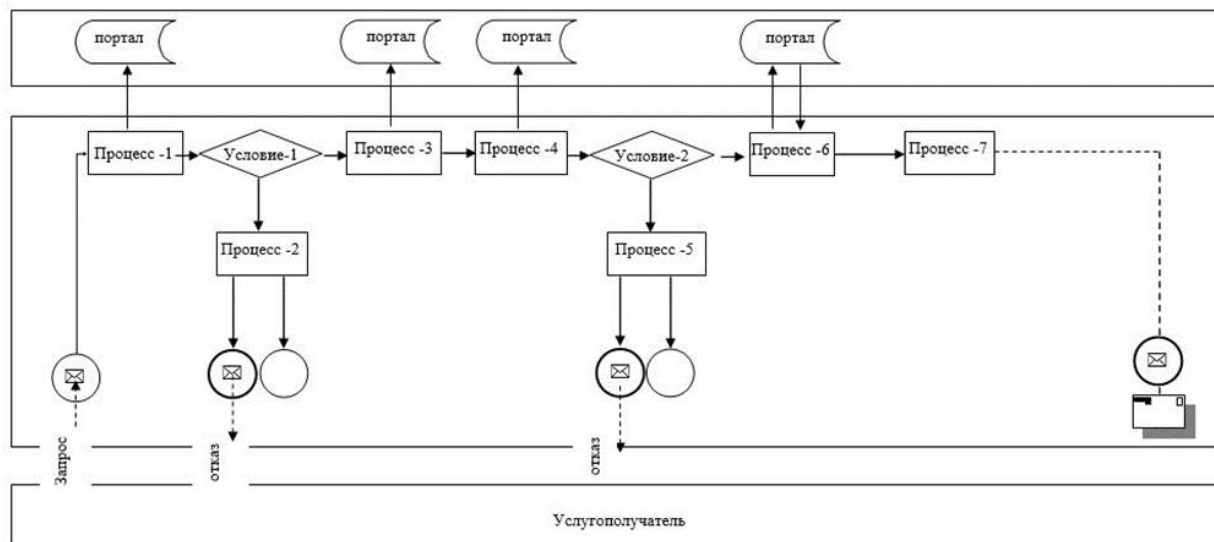 портал
портал
портал
портал
Процесс -1
Условие-1
Процесс -3
Процесс -4
Условие-2
Процесс -6
Процесс -7
Процесс -2
Процесс -5
Запрос
отказ
отказ
Услугополучатель